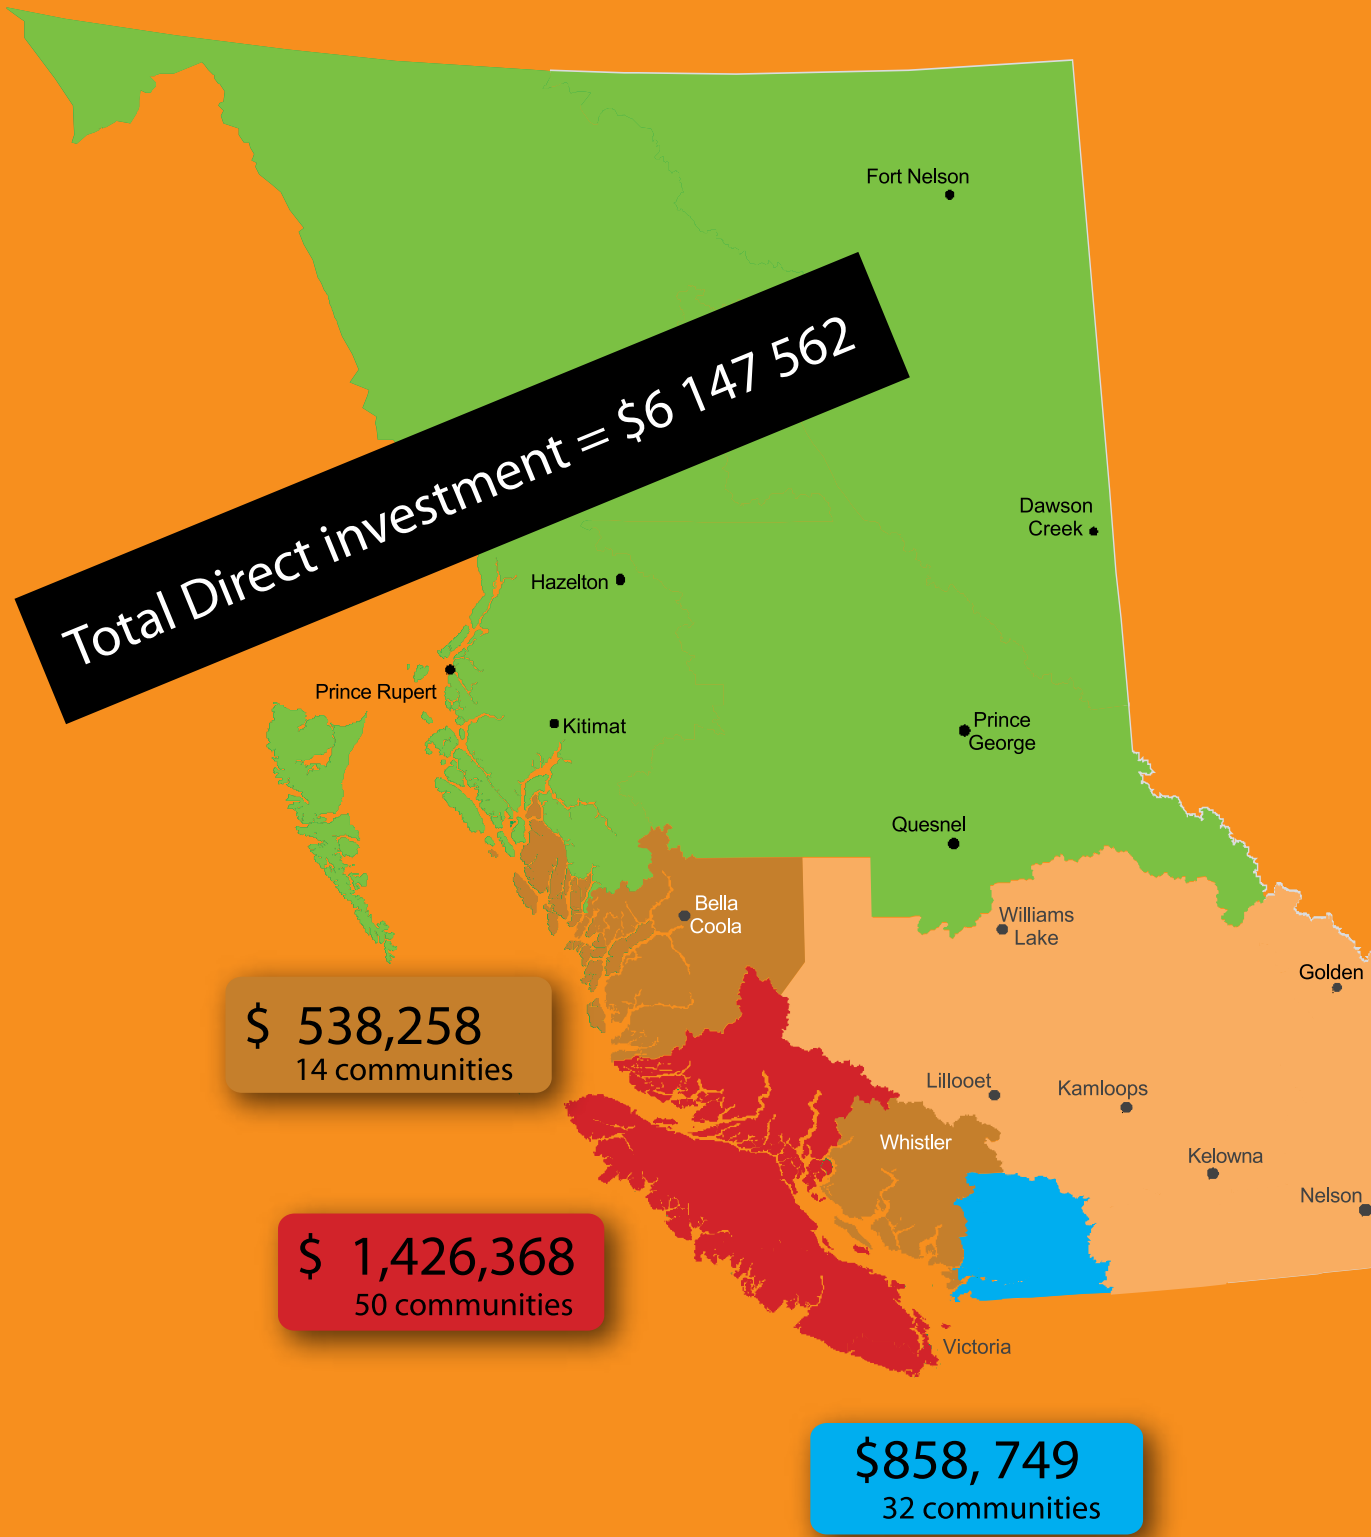 Fort Nelson
Total Direct investment = $6 147 562
Dawson
Creek
Hazelton
Prince Rupert
Kitimat
Prince
George
Quesnel
Bella
Coola
Williams
Lake
Golden
$ 538,258
14 communities
Lillooet
Kamloops
Whistler
Kelowna
Nelson
$ 1,426,368
50 communities
Victoria
$858, 749
32 communities